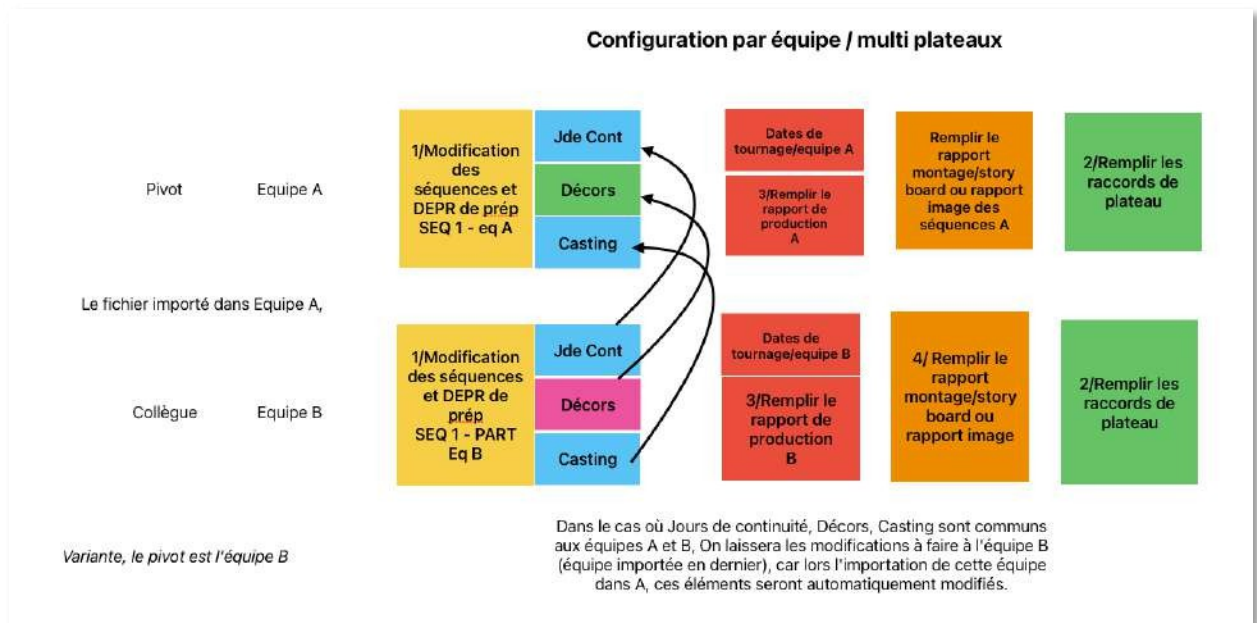 Configuration par équipe / multi plateaux
Pivot
Equipe A
1/Modification
des
séquences et
DEPR de prép
SEQ 1 - eq A
Jde Cont
Décors
Casting
Dates de
tournage/equipe A
3/Remplir le
rapport de
production
A
Remplir le
rapport
montage/story
board ou rapport
image des
séquences A
2/Remplir les
raccords de
plateau
Le fichier importé dans Equipe A,
Collègue
Equipe B
1/Modification
des séquences
et DEPR de
prép
SEQ 1 - PART
Eq B
Jde Cont
Décors
Casting
Dates de
tournage/equipe B
3/Remplir le
rapport de
production
B
4/ Remplir le
rapport
montage/story
board ou
rapport image
2/Remplir les
raccords de
plateau
Variante, le pivot est l'équipe B
Dans le cas où Jours de continuité, Décors, Casting sont communs
aux équipes A et B, On laissera les modifications à faire à l'équipe B
(équipe importée en dernier), car lors l'importation de cette équipe
dans A, ces éléments seront automatiquement modifiés.